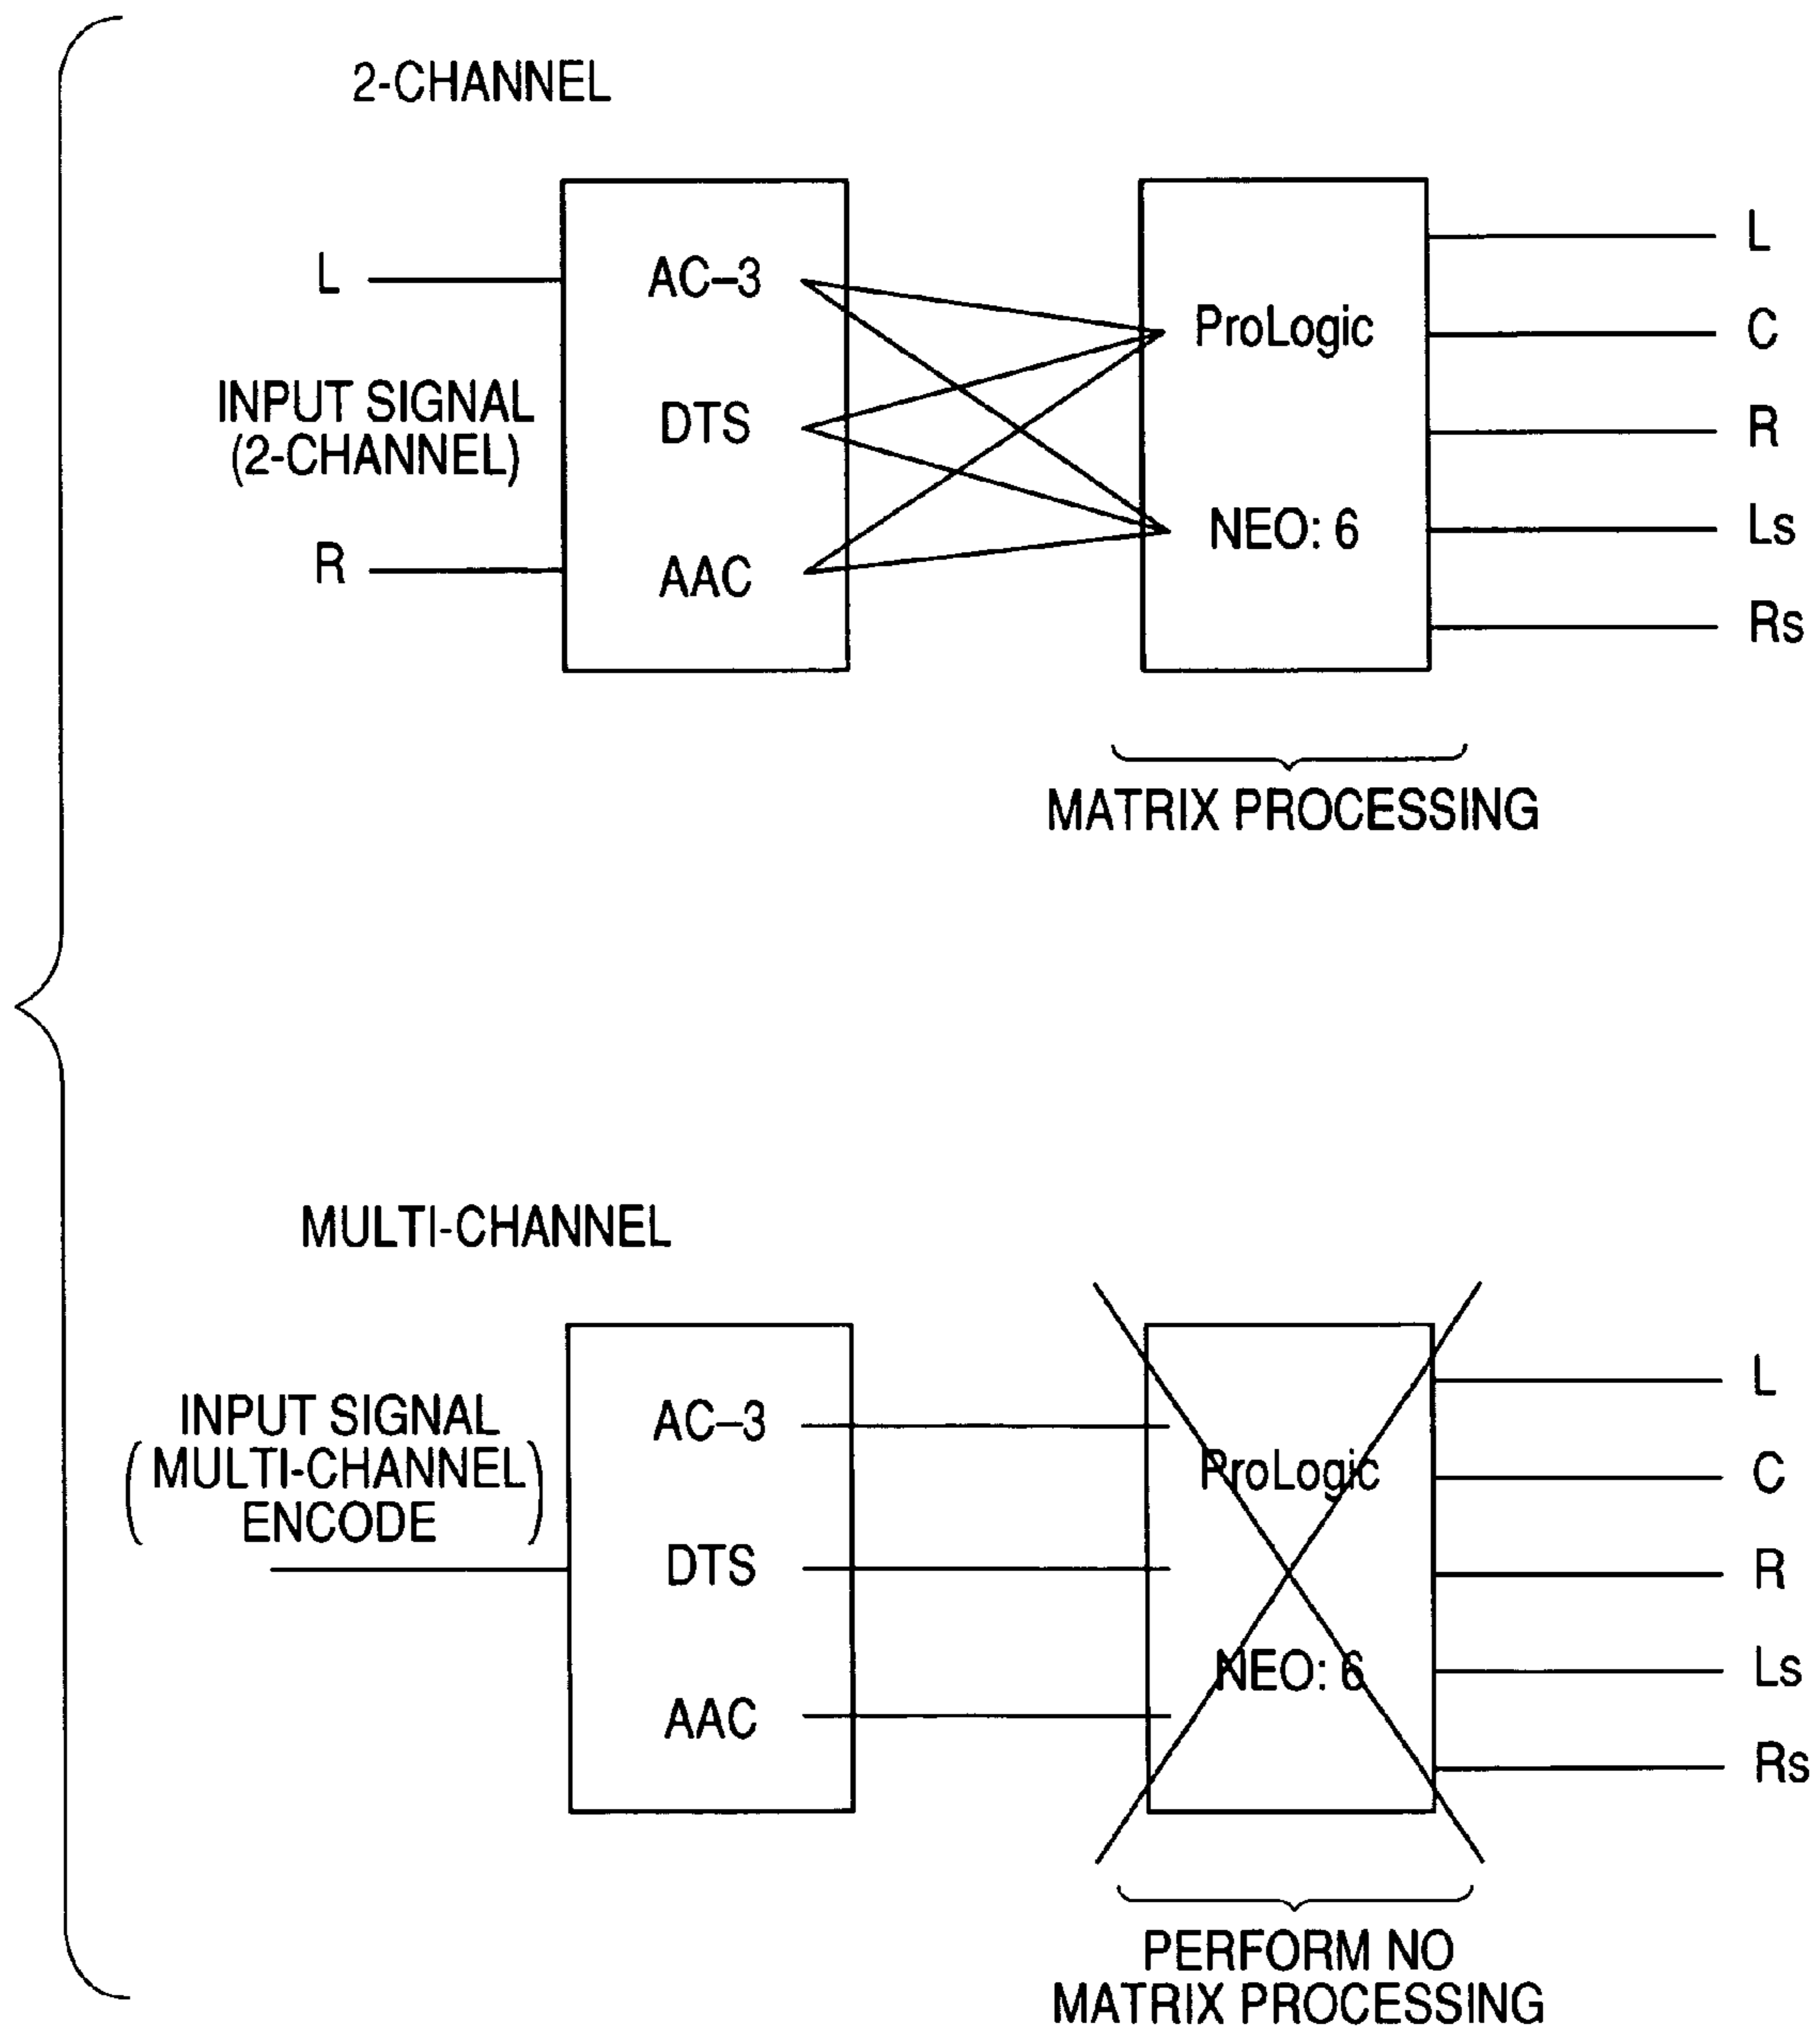 2-CHANNEL
L
INPUT SIGNAL
(2-CHANNEL)
R
AC–3
DTS
AAC
ProLogic
NEO: 6
L
C
R
Ls
Rs
MATRIX PROCESSING
MULTI-CHANNEL
INPUT SIGNAL
(MULTI-CHANNEL
ENCODE)
AC–3
DTS
AAC
ProLogic
NEO: 6
L
C
R
Ls
Rs
PERFORM NO
MATRIX PROCESSING